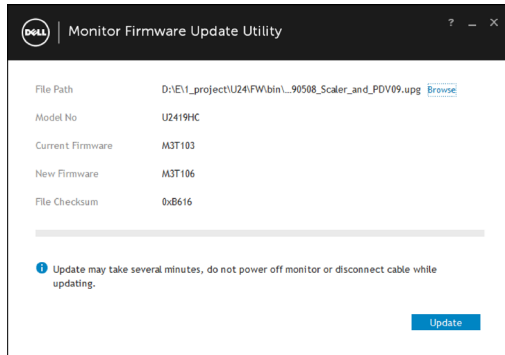 DELL Monitor Firmware Update Utility ? _ X
File Path D:\E\1_project\U24\FW\bin\...90508_Scaler_and_PDV09.upg Browse
Model No U2419HC
Current Firmware M3T103
New Firmware M3T106
File Checksum 0xB616
Update may take several minutes, do not power off monitor or disconnect cable while
updating.
Update